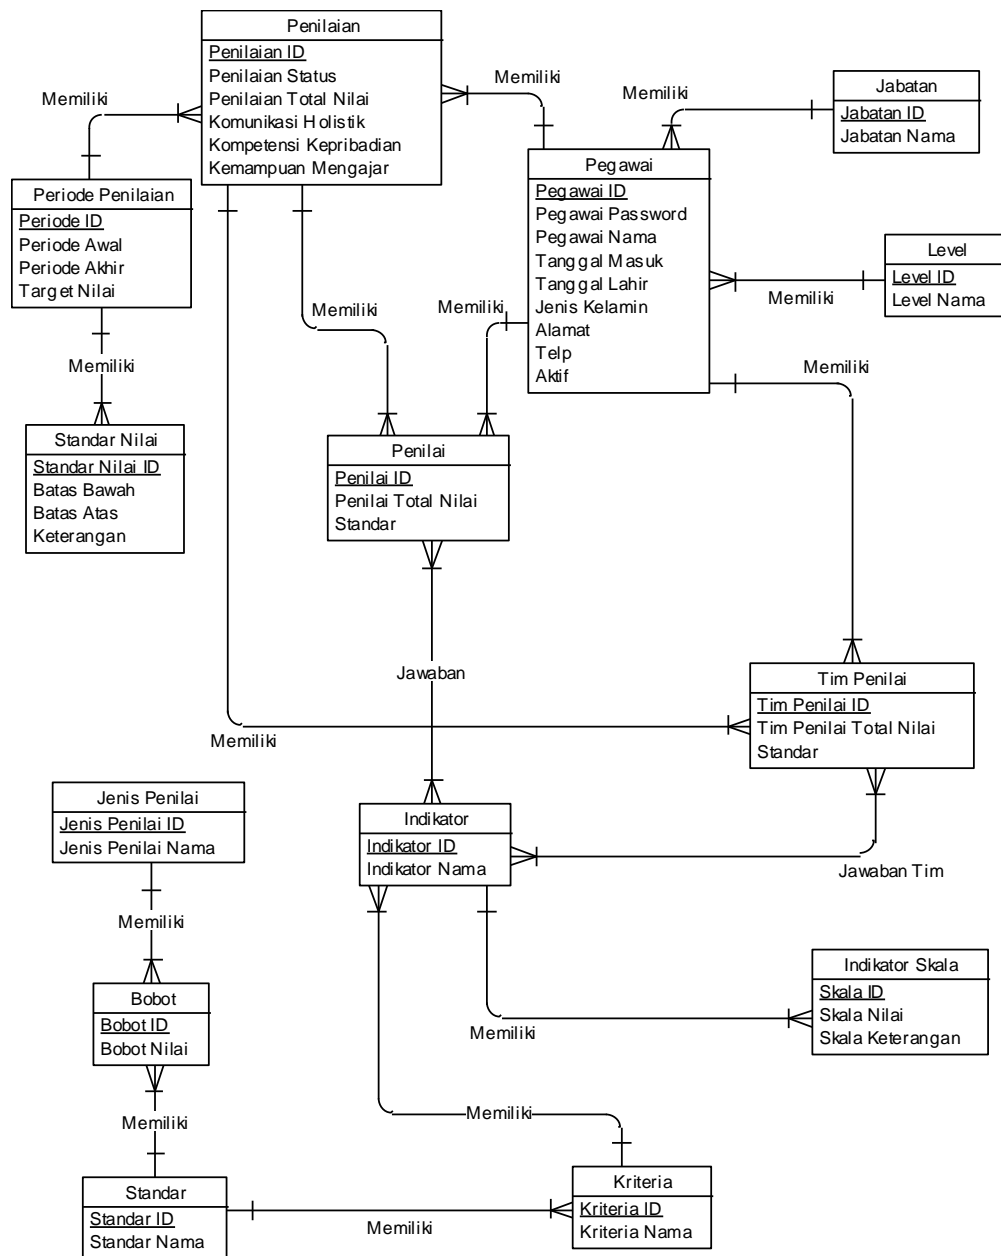 Penilaian
Penilaian ID
Penilaian Status
Penilaian Total Nilai
Komunikasi Holistik
Kompetensi Kepribadian
Kemampuan Mengajar
Memiliki
Memiliki
Memiliki
Jabatan
Jabatan ID
Jabatan Nama
Periode Penilaian
Periode ID
Periode Awal
Periode Akhir
Target Nilai
Pegawai
Pegawai ID
Pegawai Password
Pegawai Nama
Tanggal Masuk
Tanggal Lahir
Jenis Kelamin
Alamat
Telp
Aktif
Level
Level ID
Level Nama
Memiliki
Memiliki
Memiliki
Memiliki
Memiliki
Standar Nilai
Standar Nilai ID
Batas Bawah
Batas Atas
Keterangan
Penilai
Penilai ID
Penilai Total Nilai
Standar
Jawaban
Tim Penilai
Tim Penilai ID
Tim Penilai Total Nilai
Standar
Memiliki
Jenis Penilai
Jenis Penilai ID
Jenis Penilai Nama
Indikator
Indikator ID
Indikator Nama
Jawaban Tim
Memiliki
Bobot
Bobot ID
Bobot Nilai
Memiliki
Indikator Skala
Skala ID
Skala Nilai
Skala Keterangan
Memiliki
Memiliki
Standar
Standar ID
Standar Nama
Memiliki
Kriteria
Kriteria ID
Kriteria Nama